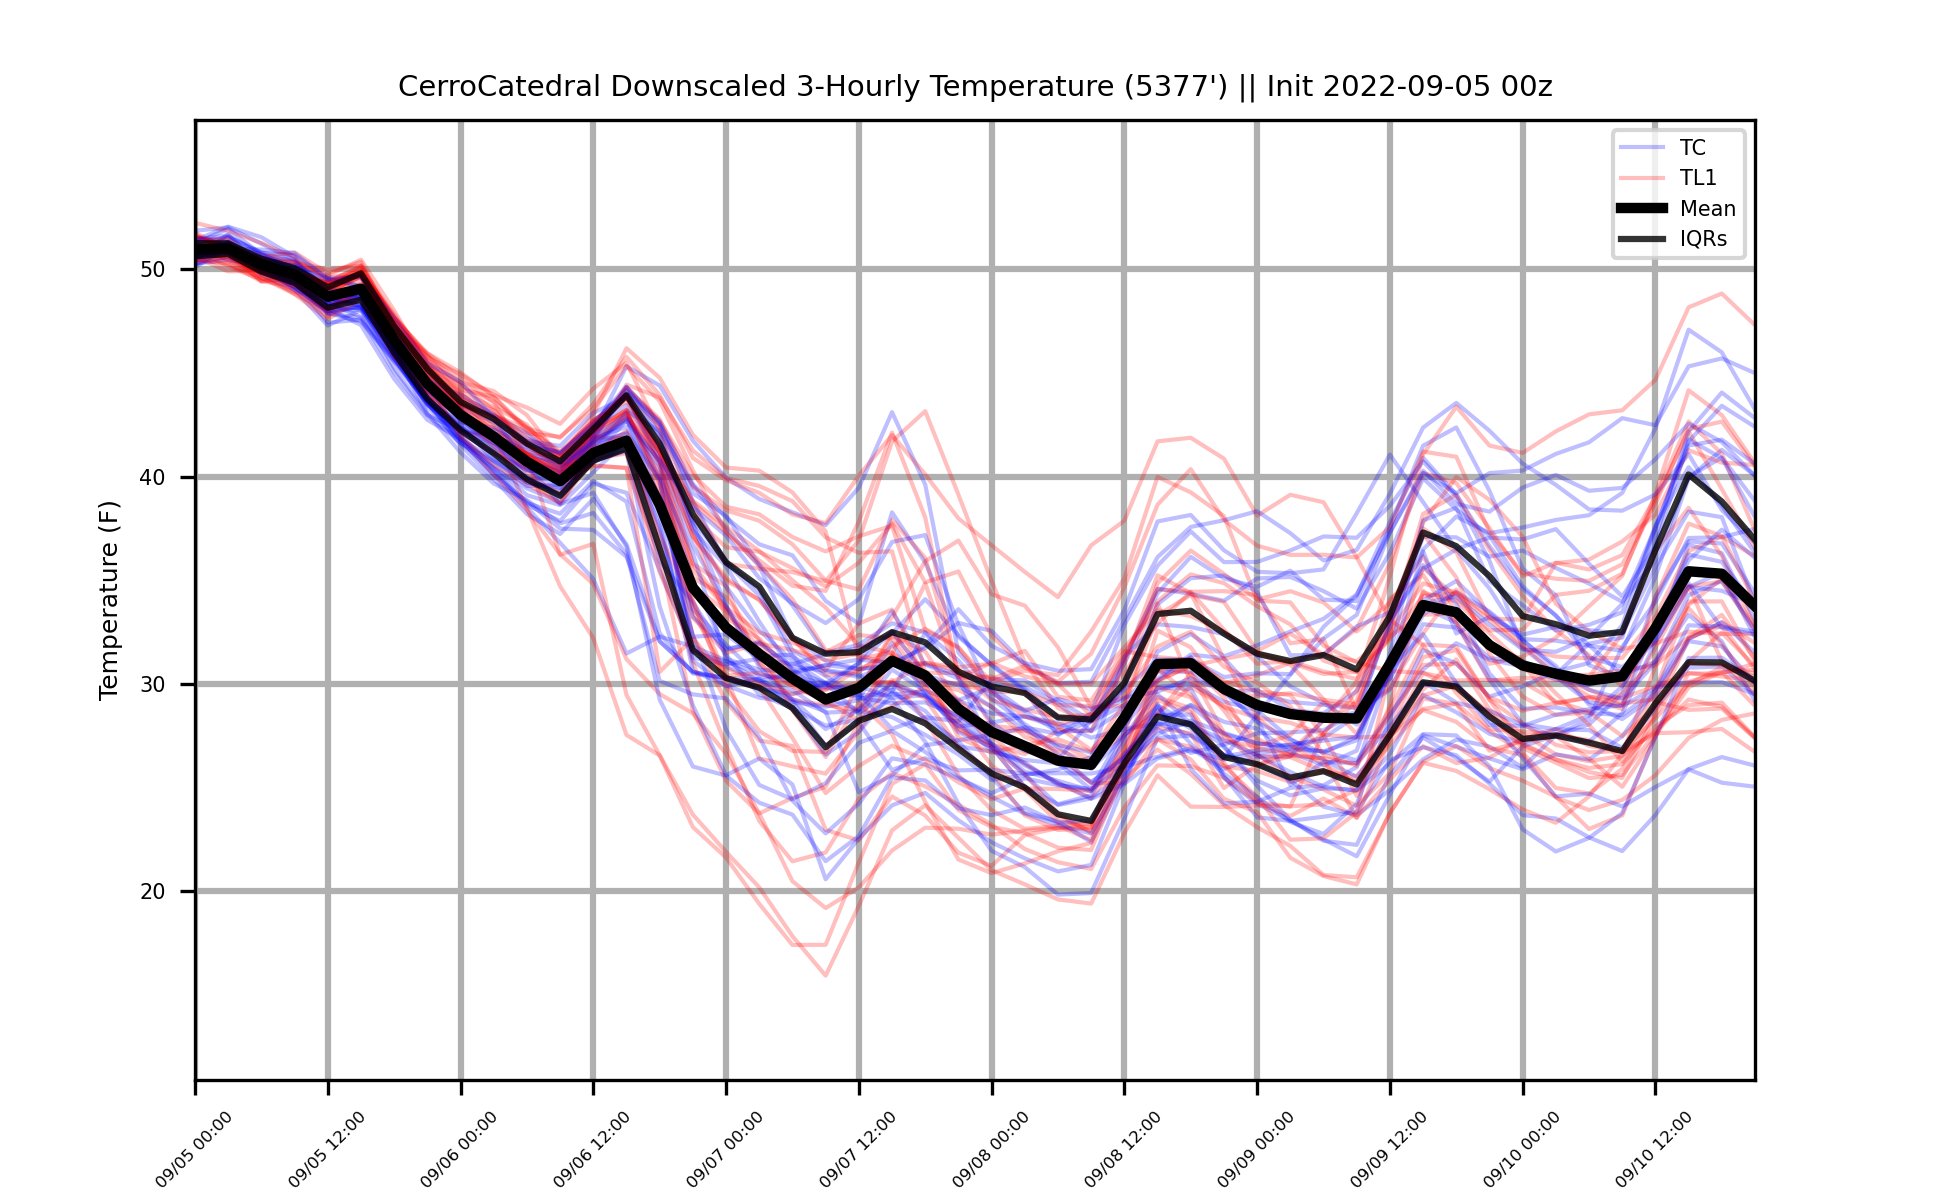 CerroCatedral Downscaled 3-Hourly Temperature (5377') || Init 2022-09-05 00z
TC
TL1
Mean
IQRs
Temperature (F)
50
40
30
20
09/05 00:00
09/05 12:00
09/06 00:00
09/06 12:00
09/07 00:00
09/07 12:00
09/08 00:00
09/08 12:00
09/09 00:00
09/09 12:00
09/10 00:00
09/10 12:00